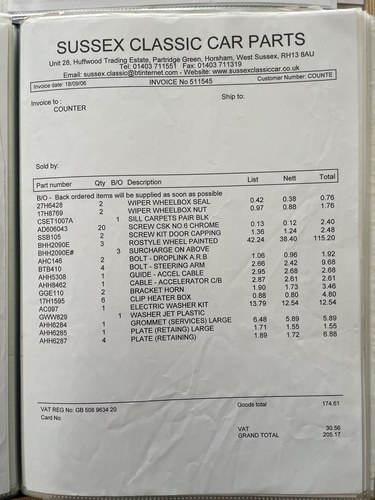 SUSSEX CLASSIC CAR PARTS
Unit 28, Huffwood Trading Estate, Partridge Green, Horsham, West Sussex, RH13 8AU
Tel: 01403 711551 Fax: 01403 711319
Email: sussex.classic@btinternet.com - Website: www.sussexclassiccar.co.uk
Invoice date: 18/09/06 INVOICE No 511545 Customer Number: COUNTE
Invoice to : Ship to:
COUNTER
Sold by:
Part number Qty B/O Description List Nett Total
B/O - Back ordered items will be supplied as soon as possible
27H6428 2 WIPER WHEELBOX SEAL 0.42 0.38 0.76
17H8769 2 WIPER WHEELBOX NUT 0.97 0.88 1.76
CSET1007A 1 SILL CARPETS PAIR BLK
AD606043 20 SCREW CSK NO.6 CHROME 0.13 0.12 2.40
SSB105 2 SCREW KIT DOOR CAPPING 1.36 1.24 2.48
BHH2090E 3 ROSTYLE WHEEL PAINTED 42.24 38.40 115.20
BHH2090E# 3 SURCHARGE ON ABOVE
AHC146 2 BOLT - DROPLINK A.R.B 1.06 0.96 1.92
BTB410 4 BOLT - STEERING ARM 2.66 2.42 9.68
AHH5308 1 GUIDE - ACCEL CABLE 2.95 2.68 2.68
AHH8462 1 CABLE - ACCELERATOR C/B 2.87 2.61 2.61
GGE110 2 BRACKET HORN 1.90 1.73 3.46
17H1595 6 CLIP HEATER BOX 0.88 0.80 4.80
AC097 1 ELECTRIC WASHER KIT 13.79 12.54 12.54
GWW829 1 WASHER JET PLASTIC
AHH6284 1 GROMMET (SERVICES) LARGE 6.48 5.89 5.89
AHH6285 1 PLATE (RETAING) LARGE 1.71 1.55 1.55
AHH6287 4 PLATE (RETAINING) 1.89 1.72 6.88
VAT REG No: GB 508 9634 20 Goods total 174.61
Card No:
VAT 30.56
GRAND TOTAL 205.17